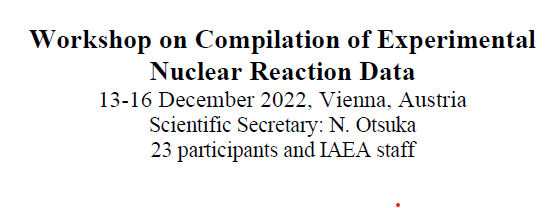 Workshop on Compilation of Experimental
Nuclear Reaction Data
13-16 December 2022, Vienna, Austria
Scientific Secretary: N. Otsuka
23 participants and IAEA staff